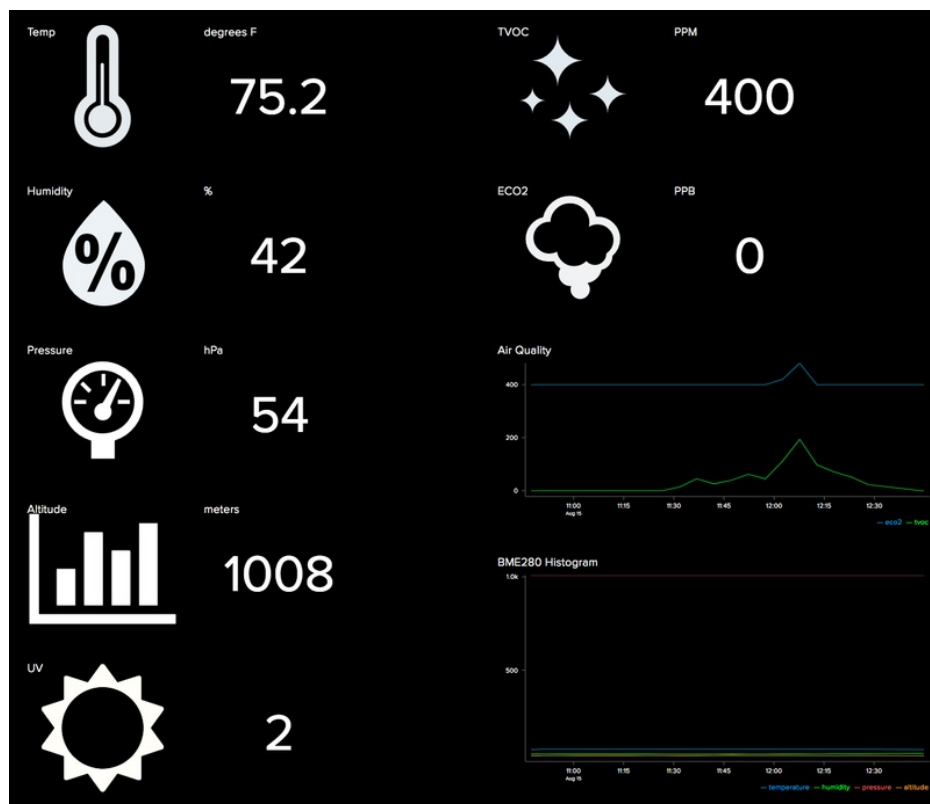 Temp
degrees F
75.2
TVOC
PPM
400
Humidity
%
%
42
ECO2
PPB
0
Pressure
hPa
54
Air Quality
400
200
0
11:00 11:15 11:30 11:45 12:00 12:15 12:30
Aug 15
— eco2 — tvoc
Altitude
meters
1008
BME280 Histogram
1.0k
500
11:00 11:15 11:30 11:45 12:00 12:15 12:30
Aug 15
— temperature — humidity — pressure — altitude
UV
2